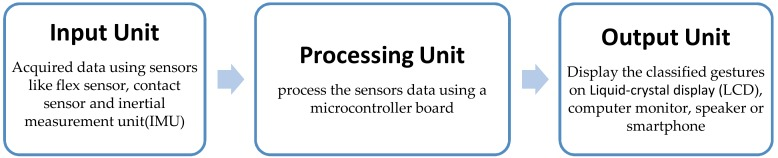 Input Unit
Acquired data using sensors
like flex sensor, contact
sensor and inertial
measurement unit(IMU)
Processing Unit
process the sensors data using a
microcontroller board
Output Unit
Display the classified gestures
on Liquid-crystal display (LCD),
computer monitor, speaker or
smartphone